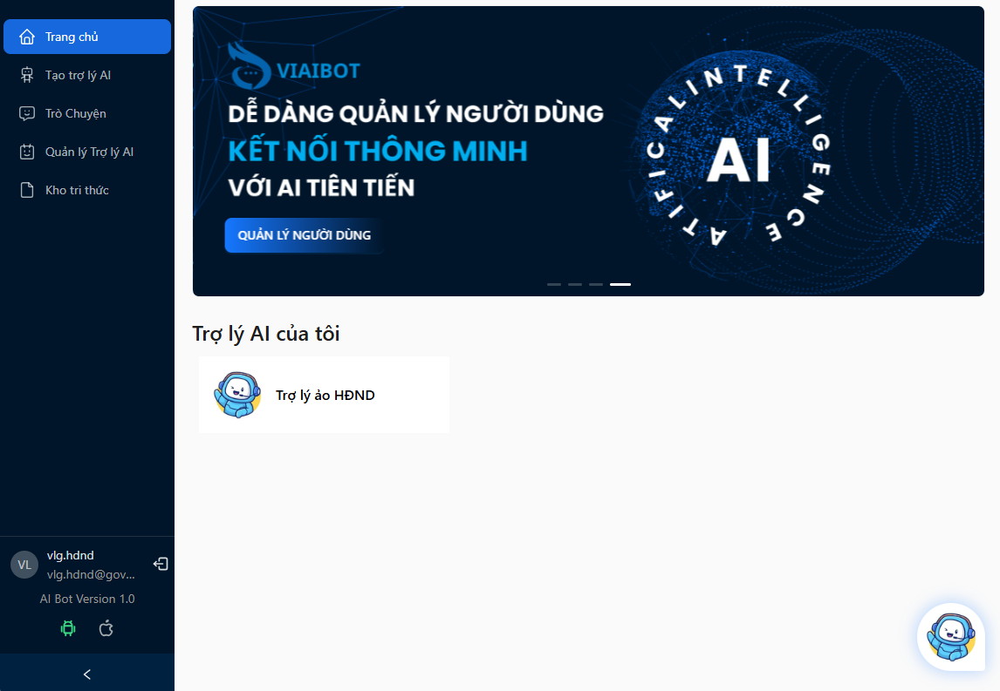 Trang chủ
Tạo trợ lý AI
Trò Chuyện
Quản lý Trợ lý AI
Kho tri thức
VL
vlg.hdnd
vlg.hdnd@gov...
AI Bot Version 1.0
VIAIBOT
DỄ DÀNG QUẢN LÝ NGƯỜI DÙNG
KẾT NỐI THÔNG MINH
VỚI AI TIÊN TIẾN
QUẢN LÝ NGƯỜI DÙNG
ATIFICALINTELLIGENCE
AI
Trợ lý AI của tôi
Trợ lý ảo HĐND